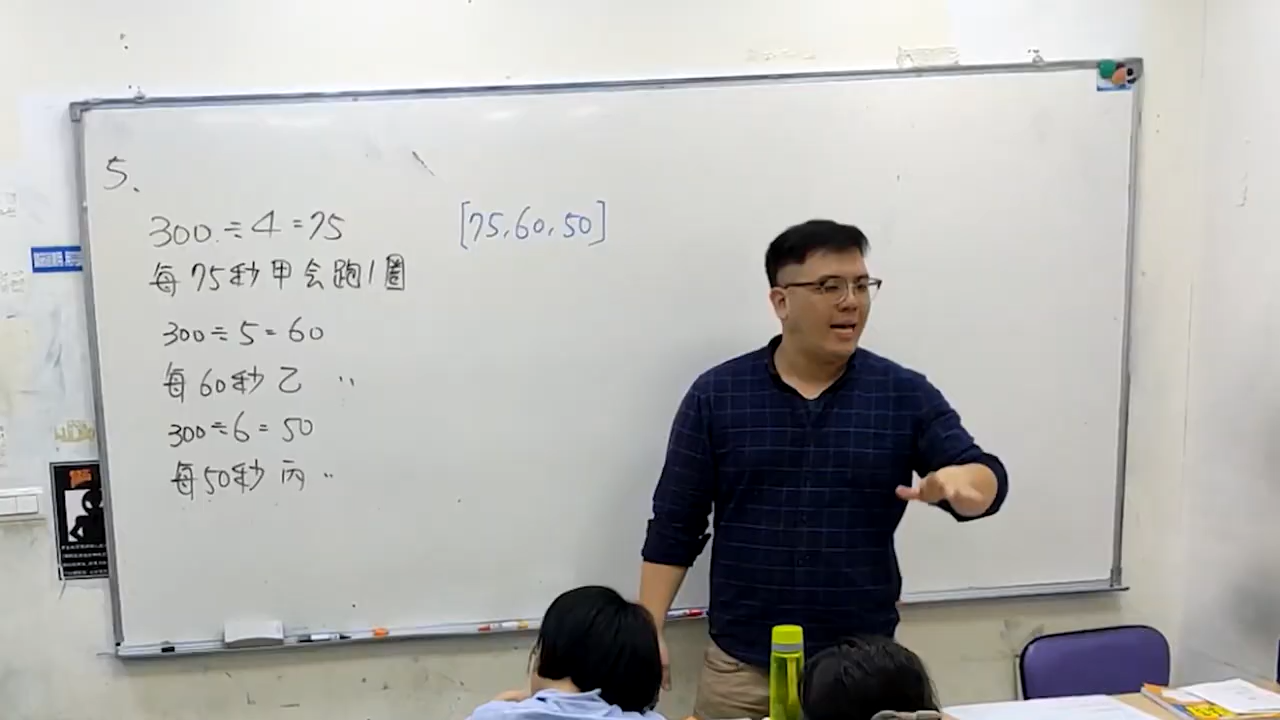 5、
300÷4=75
[75,60,50]
每75秒甲会跑1圈
300÷5=60
每60秒乙 〃
300÷6=50
每50秒丙 〃